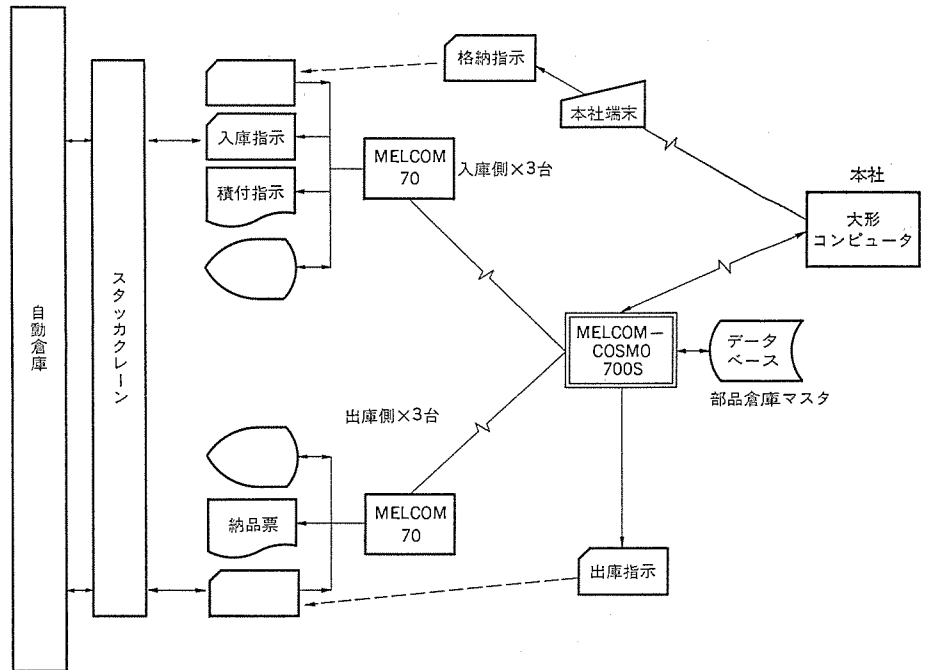 格納指示
本社端末
入庫指示
積付指示
MELCOM
70
入庫側×3台
本社
大形
コンピュータ
自動倉庫
スタッカクレーン
MELCOM－
COSMO
700S
データ
ベース
部品倉庫マスタ
出庫側×3台
納品票
MELCOM
70
出庫指示